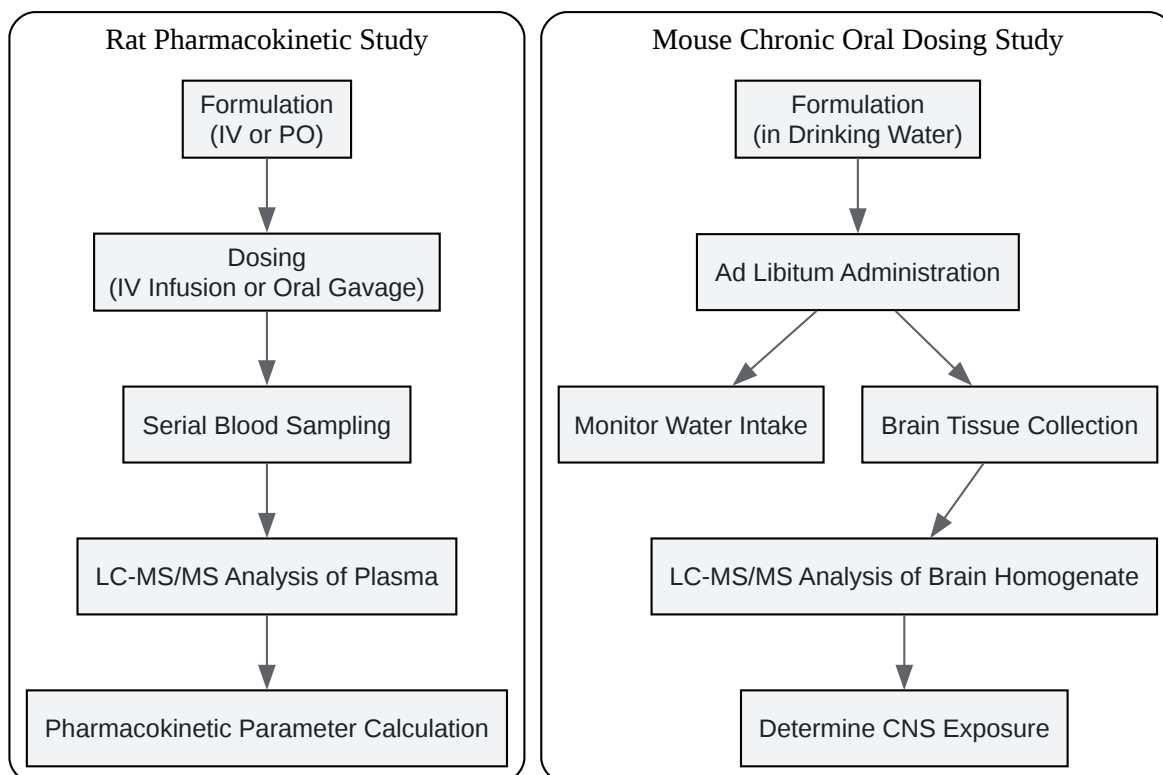 Rat Pharmacokinetic Study
Formulation
(IV or PO)
Dosing
(IV Infusion or Oral Gavage)
Serial Blood Sampling
LC-MS/MS Analysis of Plasma
Pharmacokinetic Parameter Calculation
Mouse Chronic Oral Dosing Study
Formulation
(in Drinking Water)
Ad Libitum Administration
Monitor Water Intake
Brain Tissue Collection
LC-MS/MS Analysis of Brain Homogenate
Determine CNS Exposure